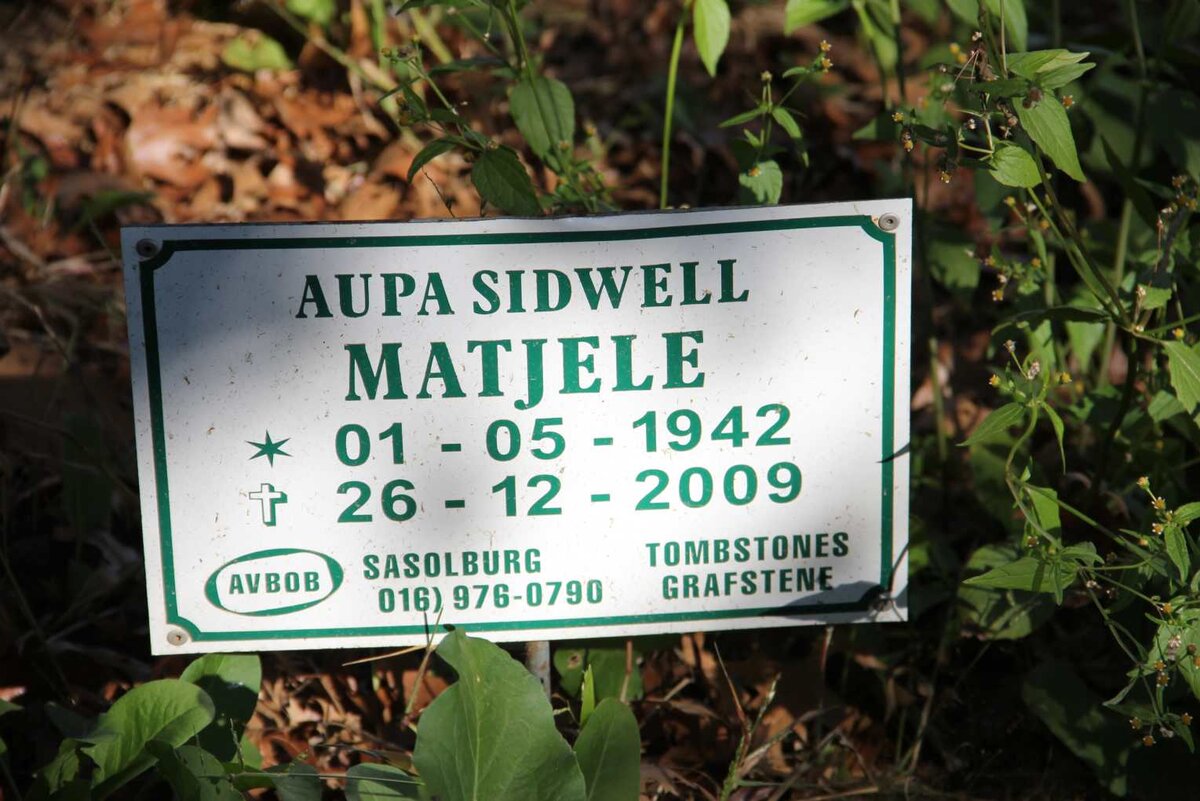 AUPA SIDWELL
MATJELE
01 - 05 - 1942
26 - 12 - 2009
AVBOB
SASOLBURG
016) 976-0790
TOMBSTONES
GRAFSTENE